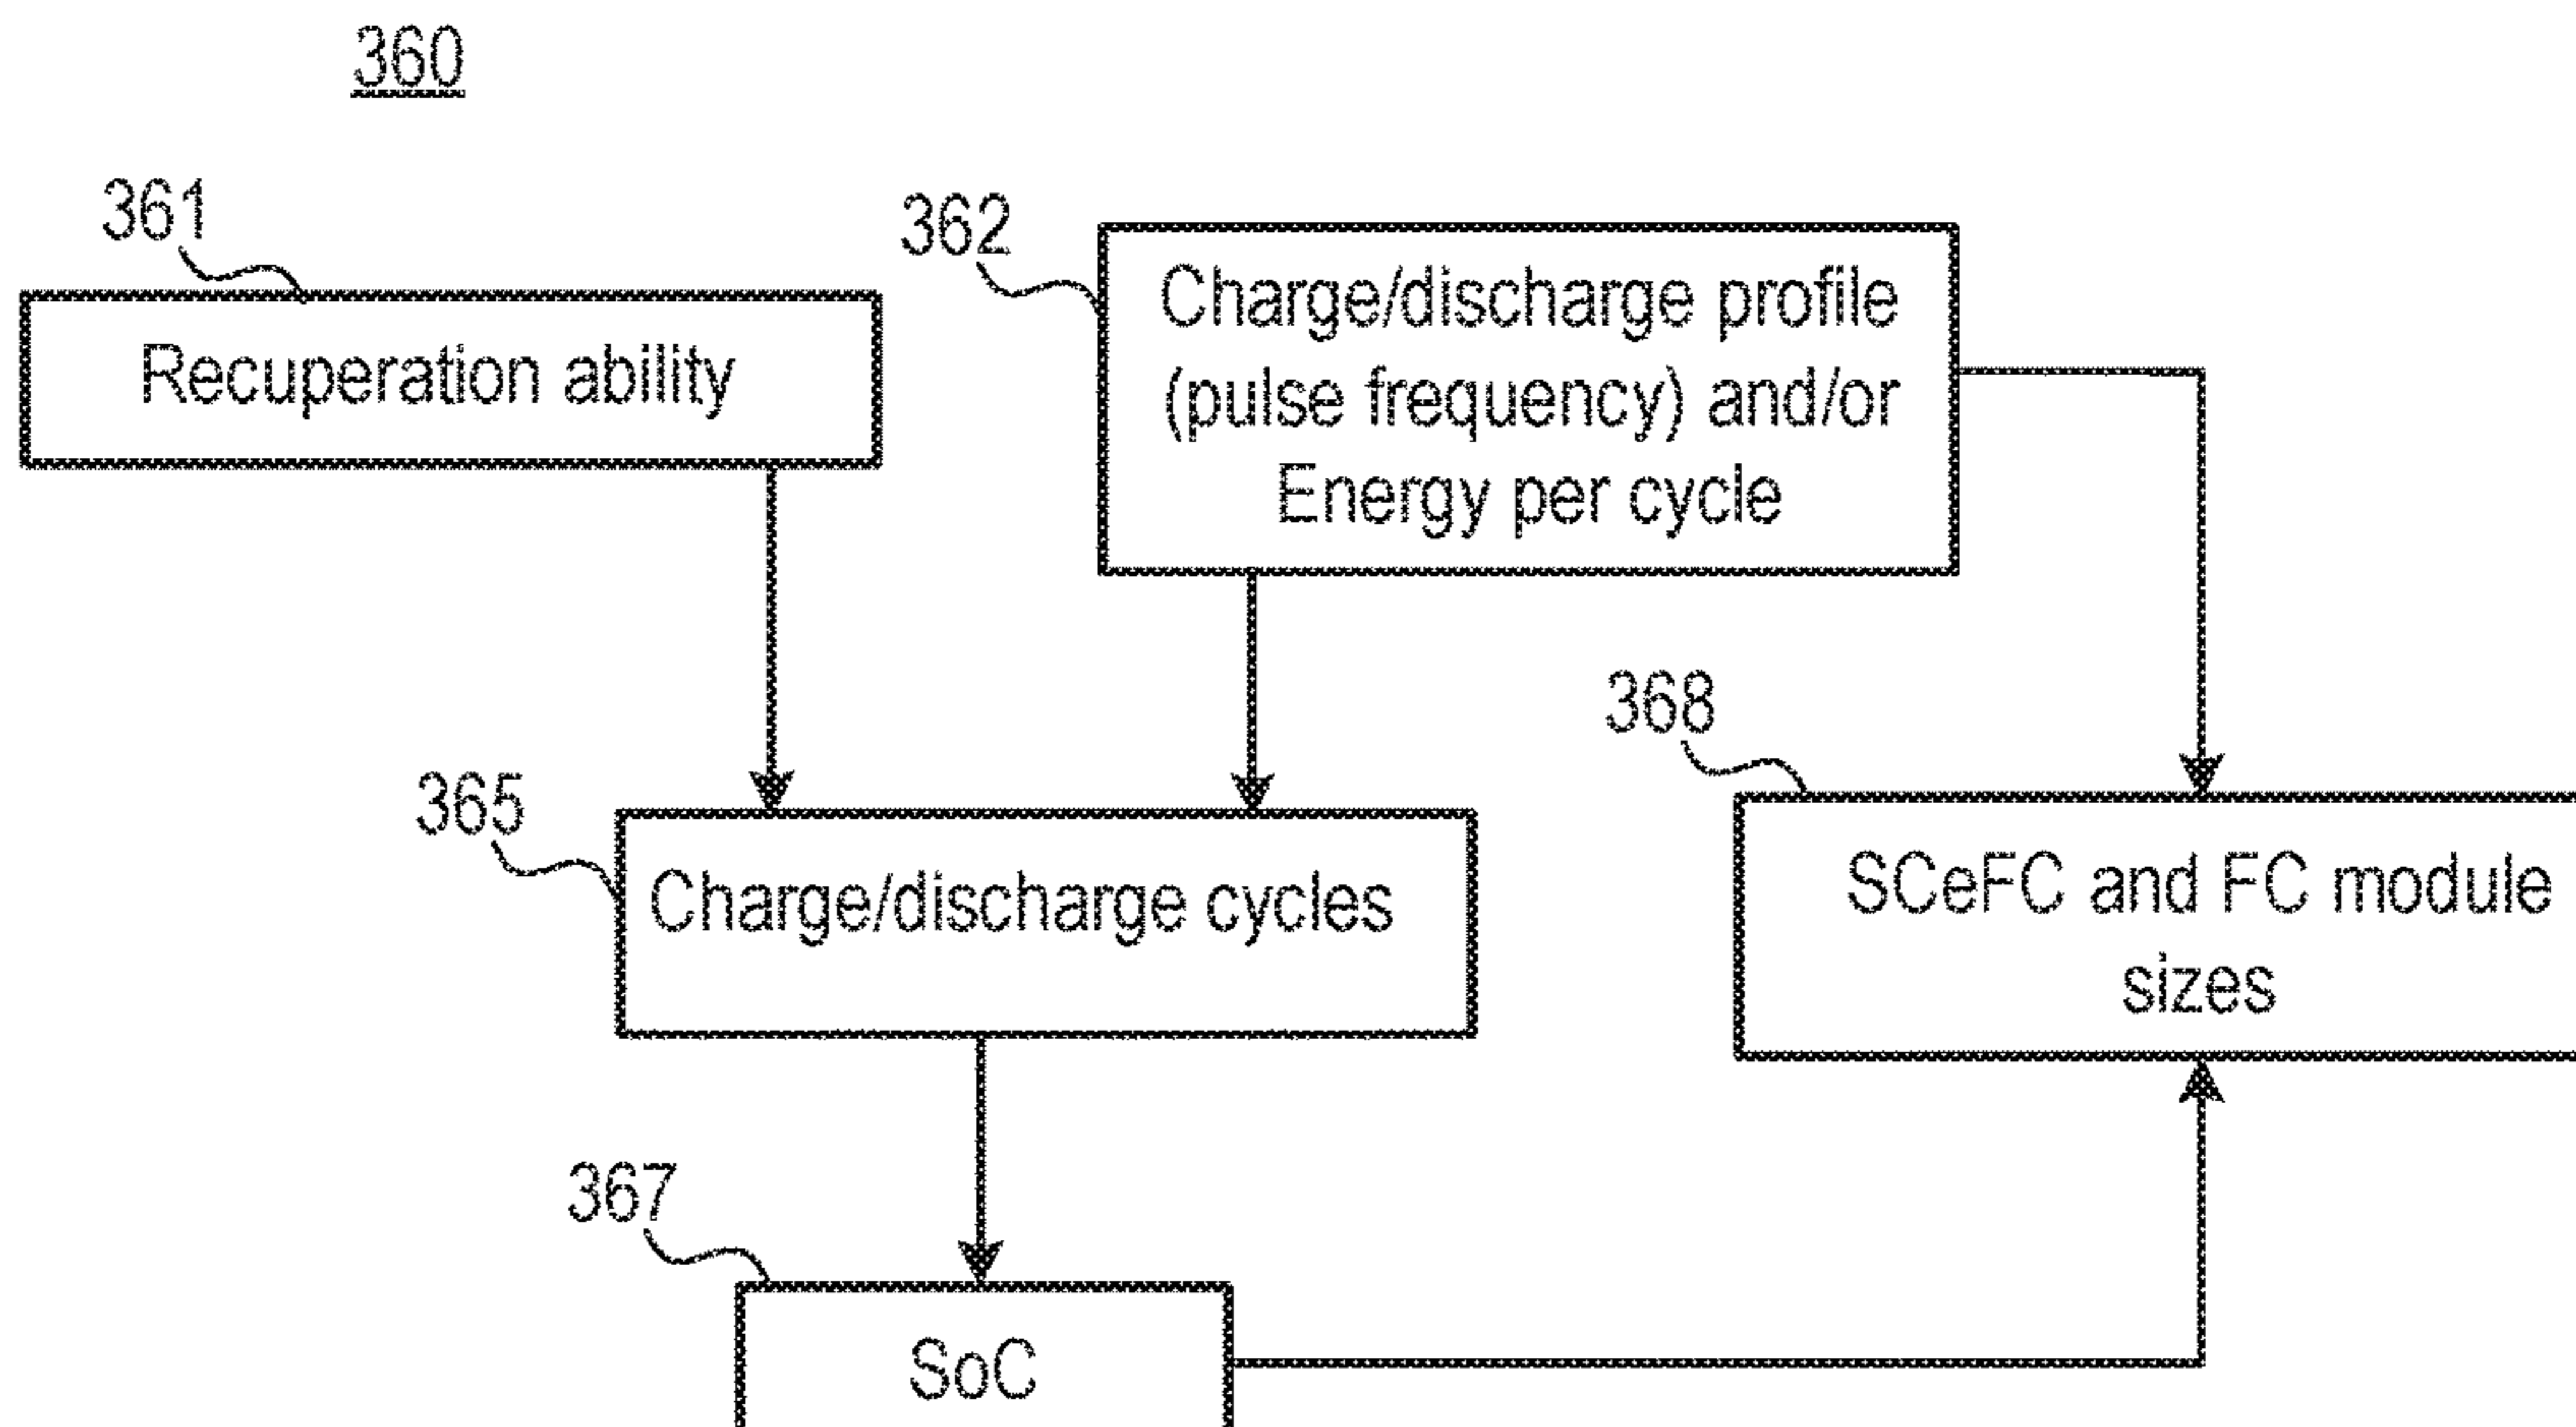 360
361
Recuperation ability
362
Charge/discharge profile
(pulse frequency) and/or
Energy per cycle
365
Charge/discharge cycles
368
SCeFC and FC module
sizes
367
SoC